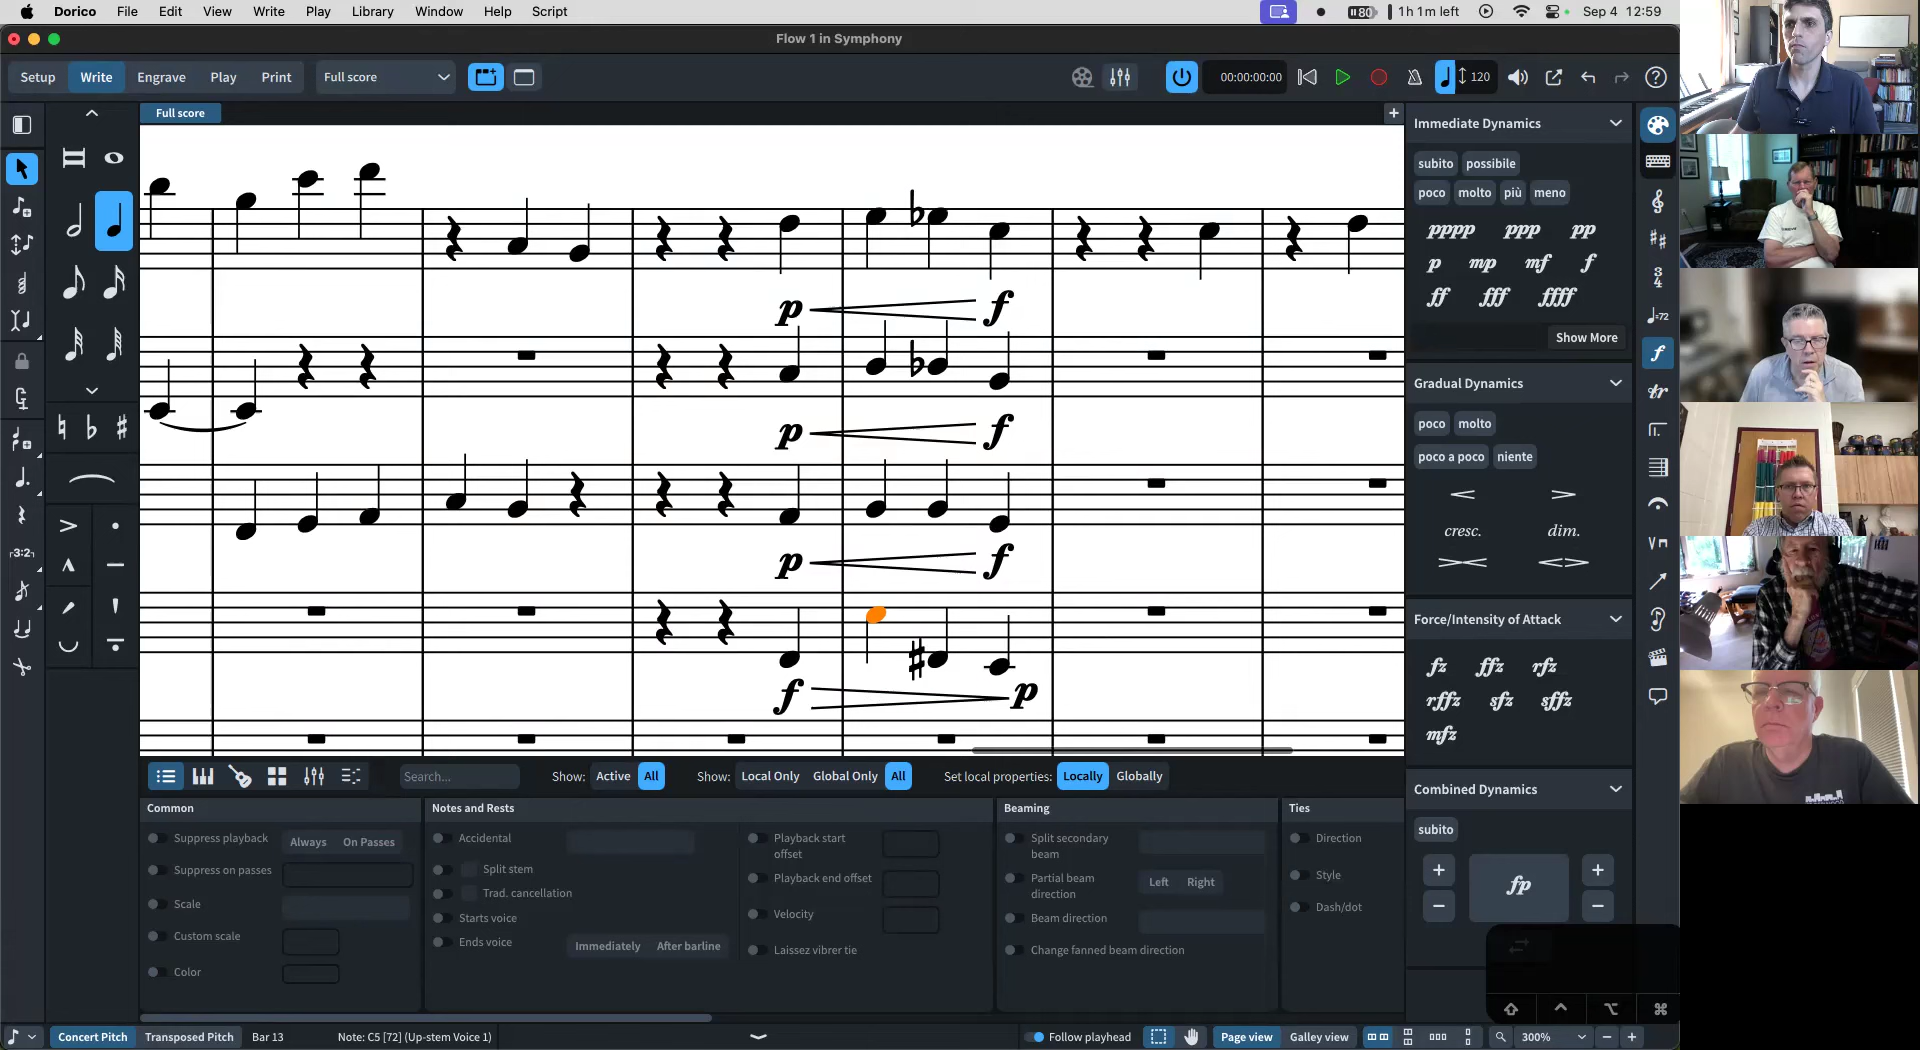 Dorico File Edit View Write Play Library Window Help Script 80 1h 1m left Sep 4 12:59
Flow 1 in Symphony
Setup Write Engrave Play Print Full score 00:00:00:00 120
Full score
Immediate Dynamics
subito possibile
poco molto più meno
pppp ppp pp
p mp mf f
ff fff ffff
Show More
Gradual Dynamics
poco molto
poco a poco niente
cresc. dim.
Force/Intensity of Attack
fz ffz rfz
rffz sfz sffz
mfz
Combined Dynamics
subito
fp
p f
p f
p f
f p
3:2
3
4
=72
f
tr
Search... Show: Active All Show: Local Only Global Only All Set local properties: Locally Globally
Common
Suppress playback Always On Passes
Suppress on passes
Scale
Custom scale
Color
Notes and Rests
Accidental
Split stem
Trad. cancellation
Starts voice
Ends voice Immediately After barline
Playback start
offset
Playback end offset
Velocity
Laissez vibrer tie
Beaming
Split secondary
beam
Partial beam
direction Left Right
Beam direction
Change fanned beam direction
Ties
Direction
Style
Dash/dot
Concert Pitch Transposed Pitch Bar 13 Note: C5 [72] (Up-stem Voice 1) Follow playhead Page view Galley view 300%